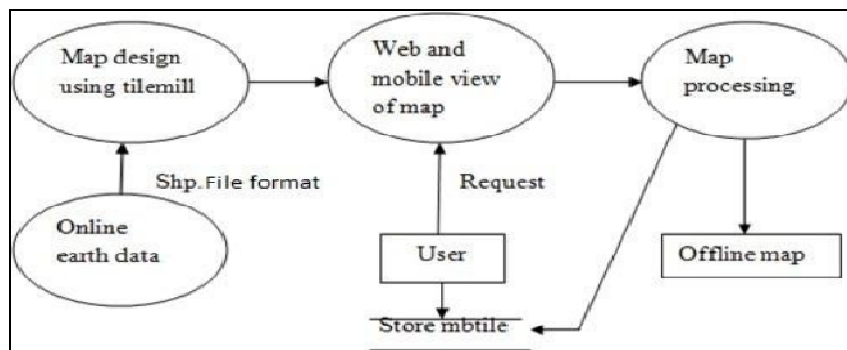 Map design
using tilemill
Web and
mobile view
of map
Map
processing
Shp.File format
Request
Online
earth data
User
Offline map
Store mbtile